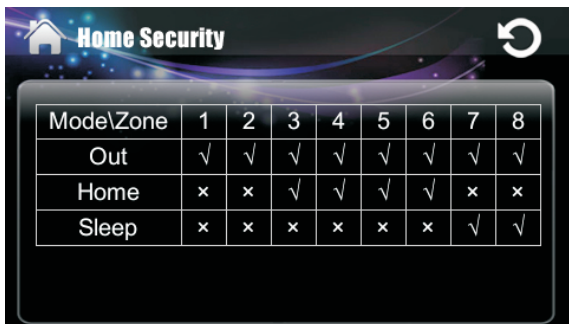 Home Security
Mode\Zone 1 2 3 4 5 6 7 8
Out √ √ √ √ √ √ √ √
Home × × √ √ √ √ × ×
Sleep × × × × × × √ √